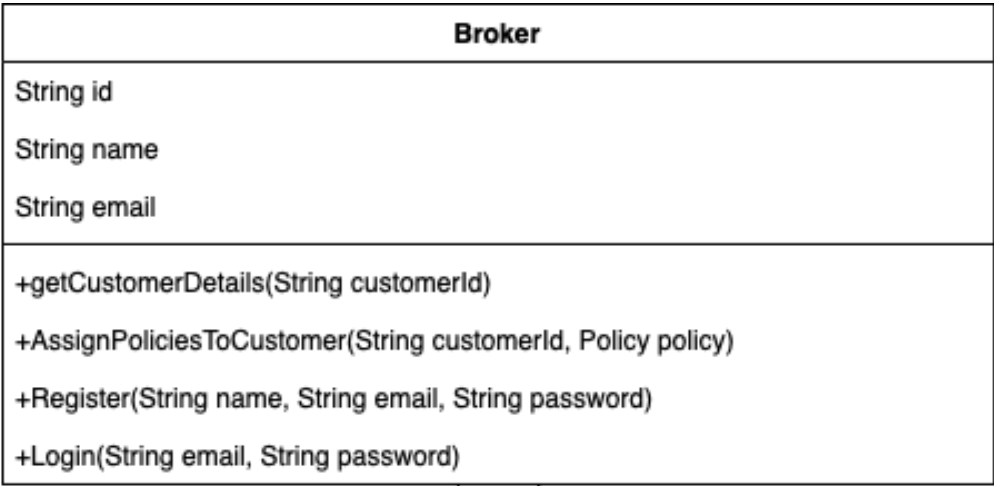 Broker
String id
String name
String email
+getCustomerDetails(String customerId)
+AssignPoliciesToCustomer(String customerId, Policy policy)
+Register(String name, String email, String password)
+Login(String email, String password)